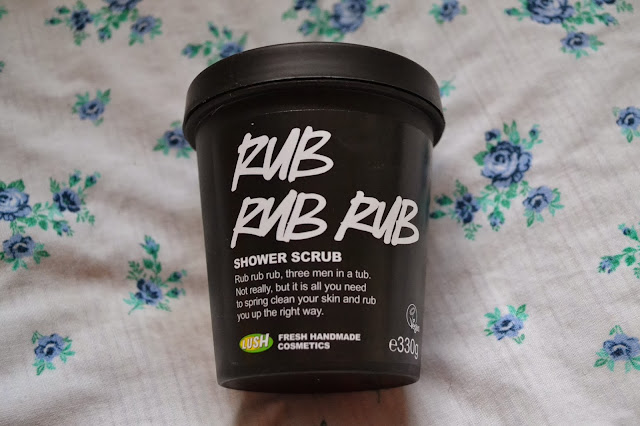 RUB
RUB RUB
SHOWER SCRUB
Rub rub rub, three men in a tub.
Not really, but it is all you need
to spring clean your skin and rub
you up the right way.
Vegan
LUSH FRESH HANDMADE
COSMETICS
e330g